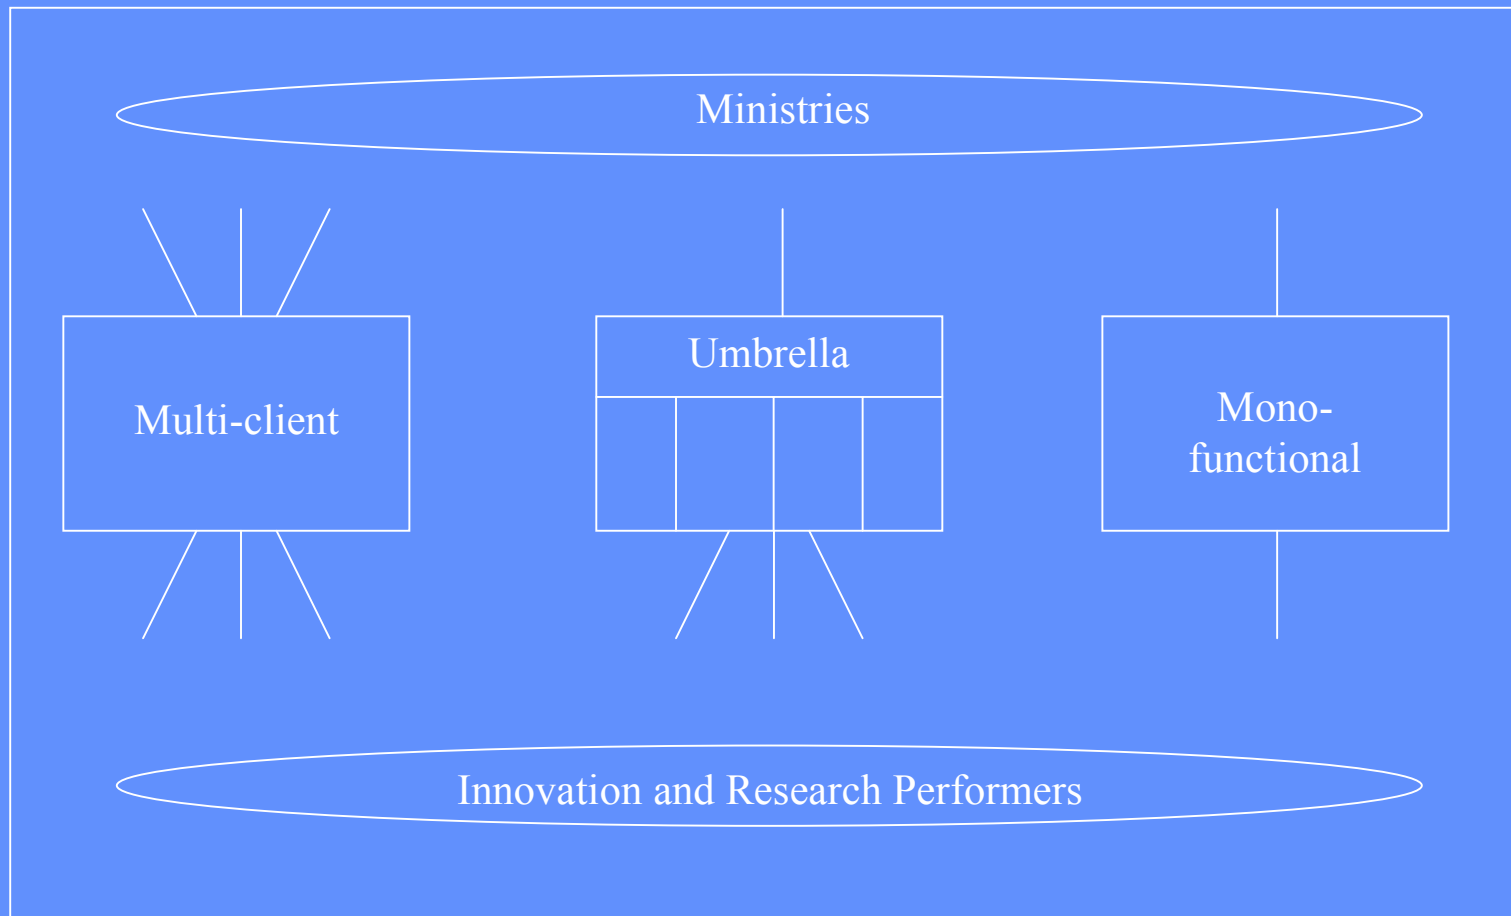 Ministries
Multi-client
Umbrella
Mono-
functional
Innovation and Research Performers